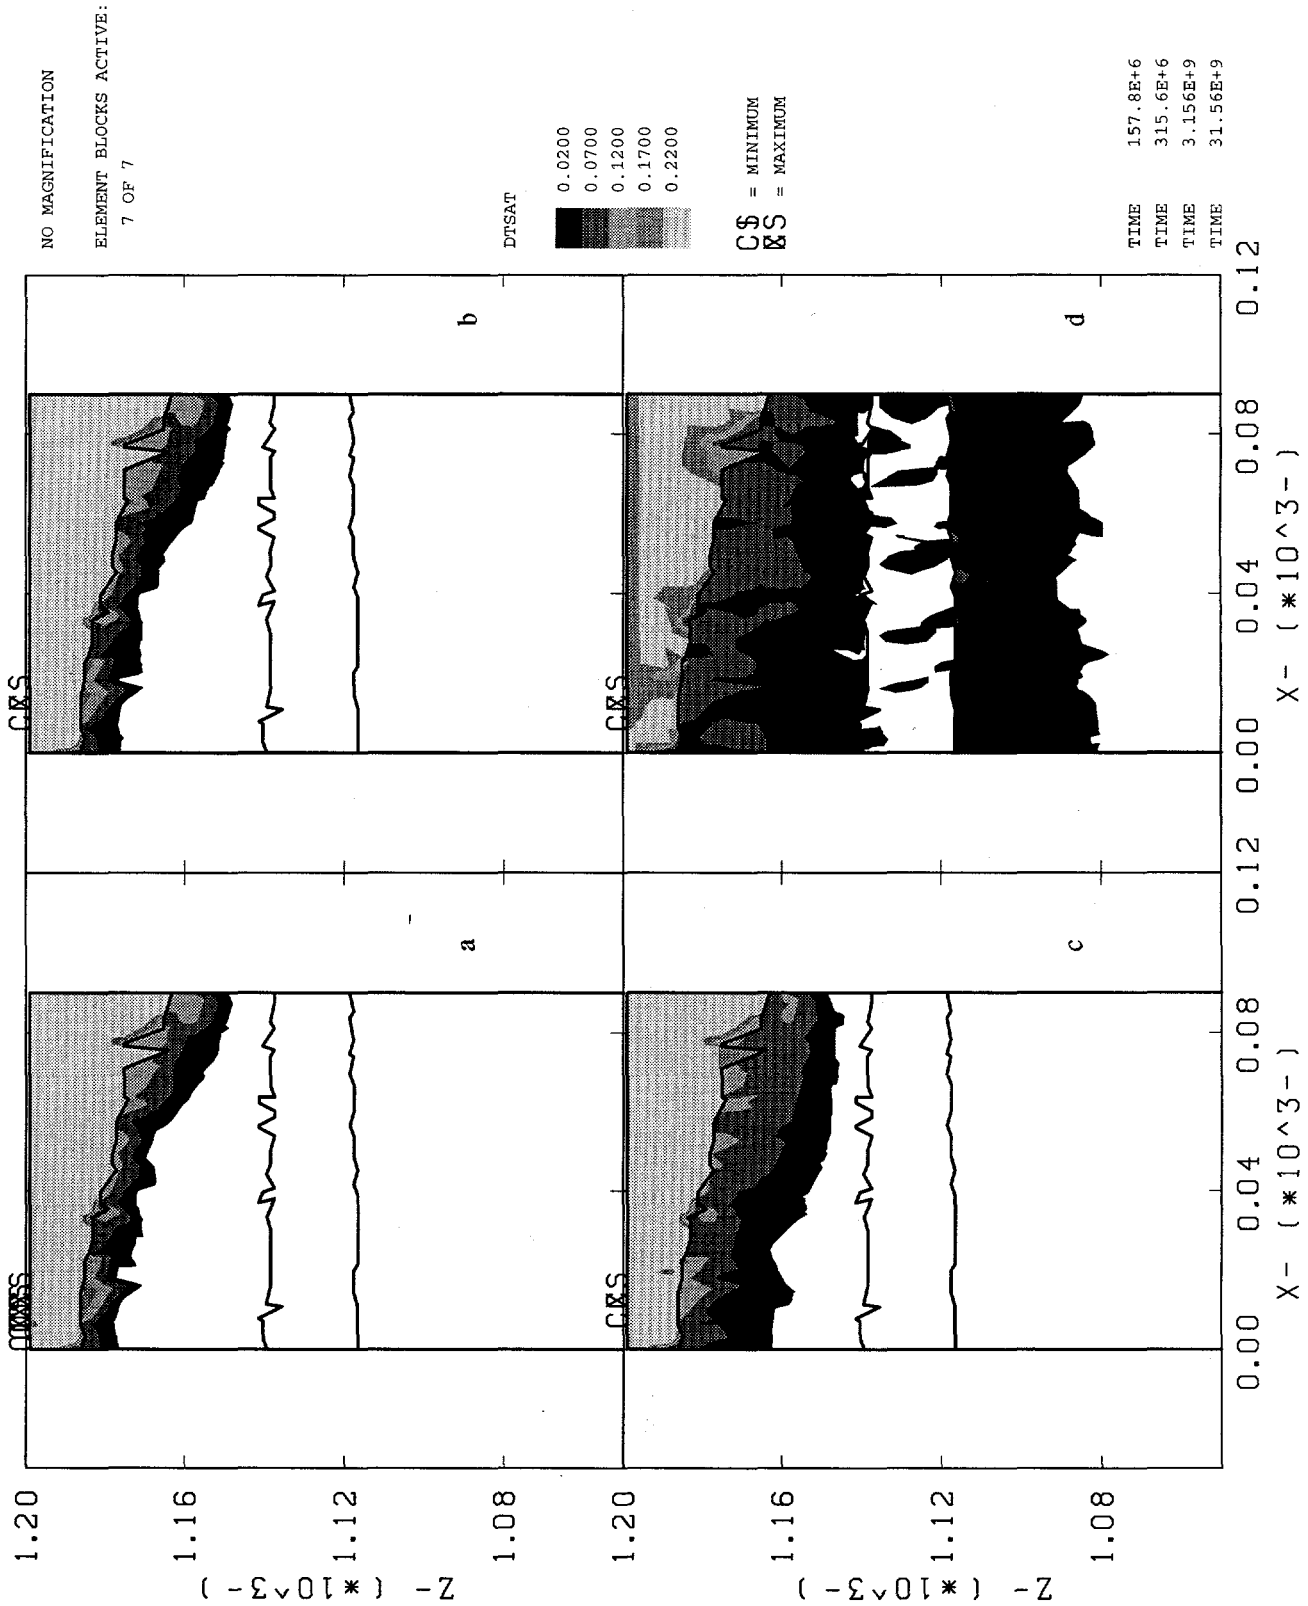 NO MAGNIFICATION
ELEMENT BLOCKS ACTIVE:
7 OF 7
DTSAT
0.0200
0.0700
0.1200
0.1700
0.2200
= MINIMUM
= MAXIMUM
TIME 157.8E+6
TIME 315.6E+6
TIME 3.156E+9
TIME 31.56E+9
1.20
1.16
1.12
1.08
Z- (*10^3-)
a
b
1.20
1.16
1.12
1.08
Z- (*10^3-)
c
d
0.00
0.04
0.08
0.12
X- (*10^3-)
0.00
0.04
0.08
0.12
X- (*10^3-)